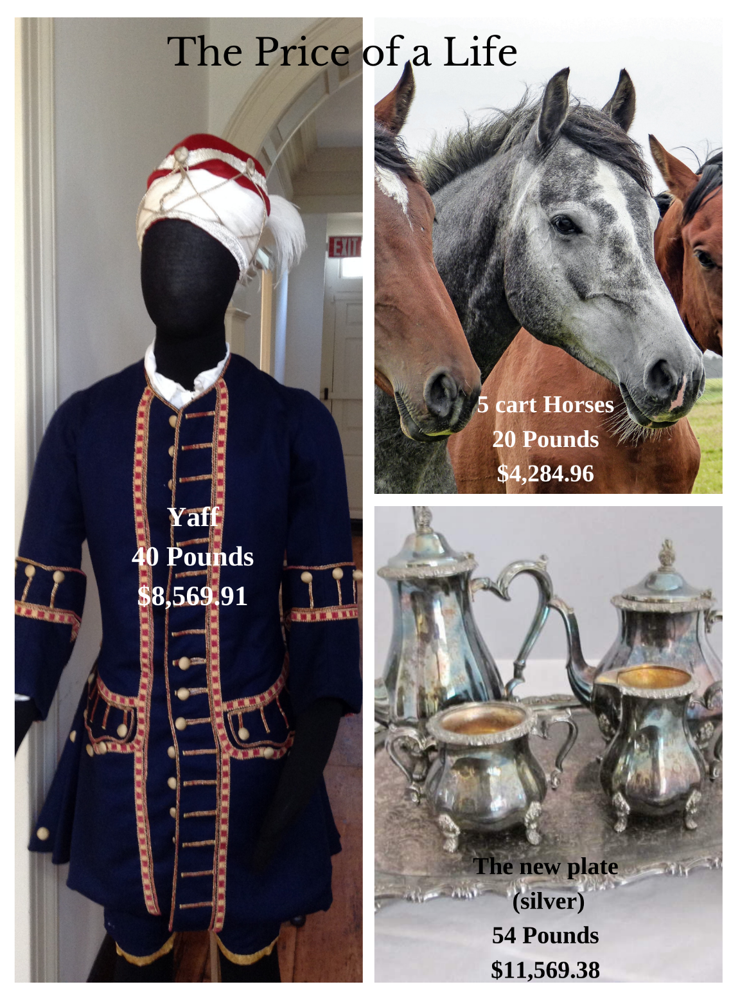 The Price of a Life
EXIT
Yaff
40 Pounds
$8,569.91
5 cart Horses
20 Pounds
$4,284.96
The new plate
(silver)
54 Pounds
$11,569.38